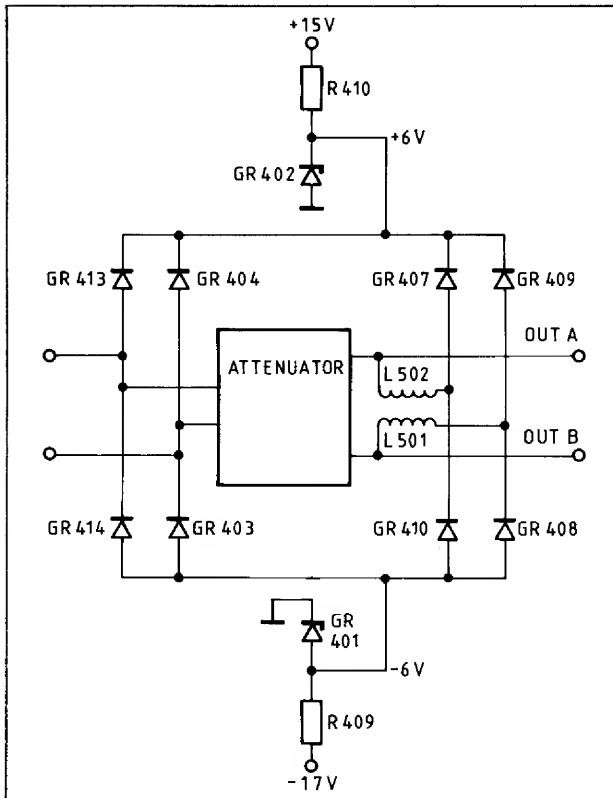 +15V
R410
+6V
GR402
GR413
GR404
GR407
GR409
ATTENUATOR
OUT A
L502
L501
OUT B
GR414
GR403
GR410
GR408
GR
401
-6V
R409
-17V